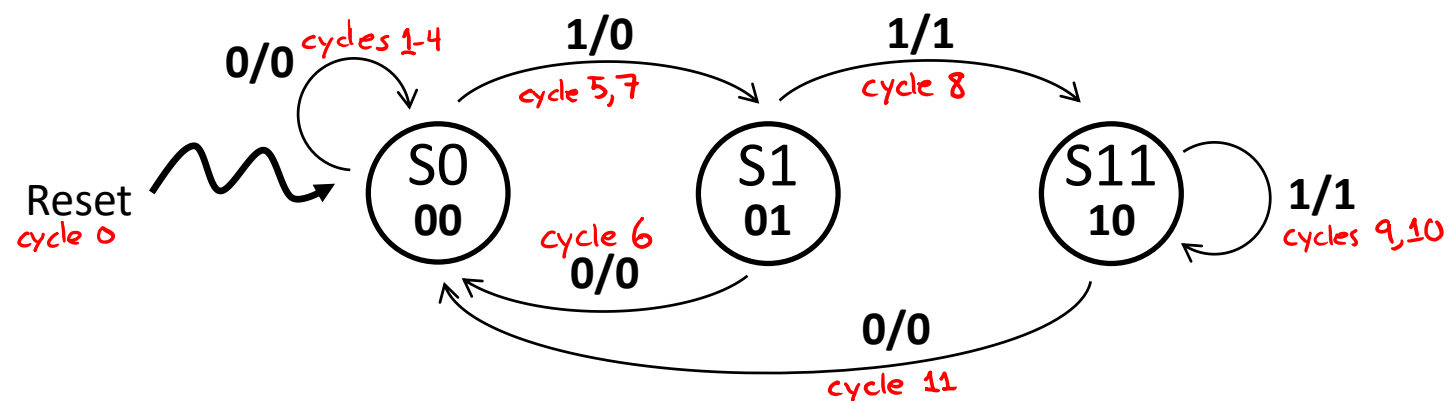 0/0 cycles 1-4
1/0
cycle 5,7
1/1
cycle 8
Reset
cycle 0
S0
00
S1
01
S11
10
1/1
cycles 9,10
cycle 6
0/0
0/0
cycle 11